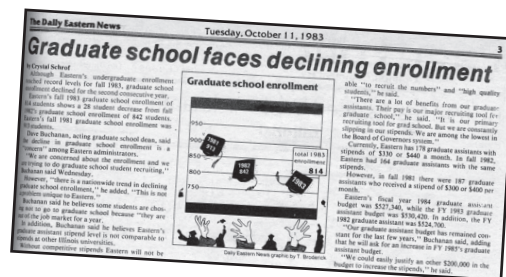 The Daily Eastern News
Tuesday, October 11, 1983
3
Graduate school faces declining enrollment
by Crystal Schrof
Although Eastern's undergraduate enrollment
record levels for fall 1983, graduate school
enrollment declined for the second consecutive year.
Eastern's fall 1983 graduate school enrollment of
students shows a 28 student decrease from fall
graduate school enrollment of 842 students.
fall 1981 graduate school enrollment was
students.
Dave Buchanan, acting graduate school dean, said
decline in graduate school enrollment is a
among Eastern administrators.
"We are concerned about the enrollment and we
trying to do graduate school student recruiting,"
Buchanan said Wednesday.
However, "there is a nationwide trend in declining
graduate school enrollment," he added. "This is not
problem unique to Eastern."
Buchanan said he believes some students are
not to go to graduate school because "they are
of the job market for a year.
In addition, Buchanan said he believes Eastern's
graduate assistant stipend level is not comparable to
stipends at other Illinois universities.
Without competitive stipends Eastern will not be
Graduate school enrollment
950
900
850
800
750
1981
912
1982
842
1983
total 1983
enrollment
814
Daily Eastern News graphic by T. Broderick
able "to recruit the numbers" and "high quality
students," he said.
"There are a lot of benefits from our graduate
assistants. Their pay is our major recruiting tool for
grad school," he said. "It is our primary
recruiting tool for grad school. But we are constantly
slipping in our stipends. We are among the lowest in
the Board of Governors system."
Currently, Eastern has 178 graduate assistants with
stipends of $330 to $440 a month. In fall 1982,
Eastern had 164 graduate assistants with the same
stipends.
However, in fall 1981 there were 187 graduate
assistants who received a stipend of $300 or $400 per
month.
Eastern's fiscal year 1984 graduate assistant
budget was $527,340, while the FY 1983 graduate
assistant budget was $530,420. In addition, the FY
1982 graduate assistant was $524,700.
"Our graduate assistant budget has remained
constant for the last few years," Buchanan said, adding
that he will ask for an increase in FY 1985's graduate
assistant budget.
"We could easily justify an other $200,000 in the
budget to increase the stipends," he said.